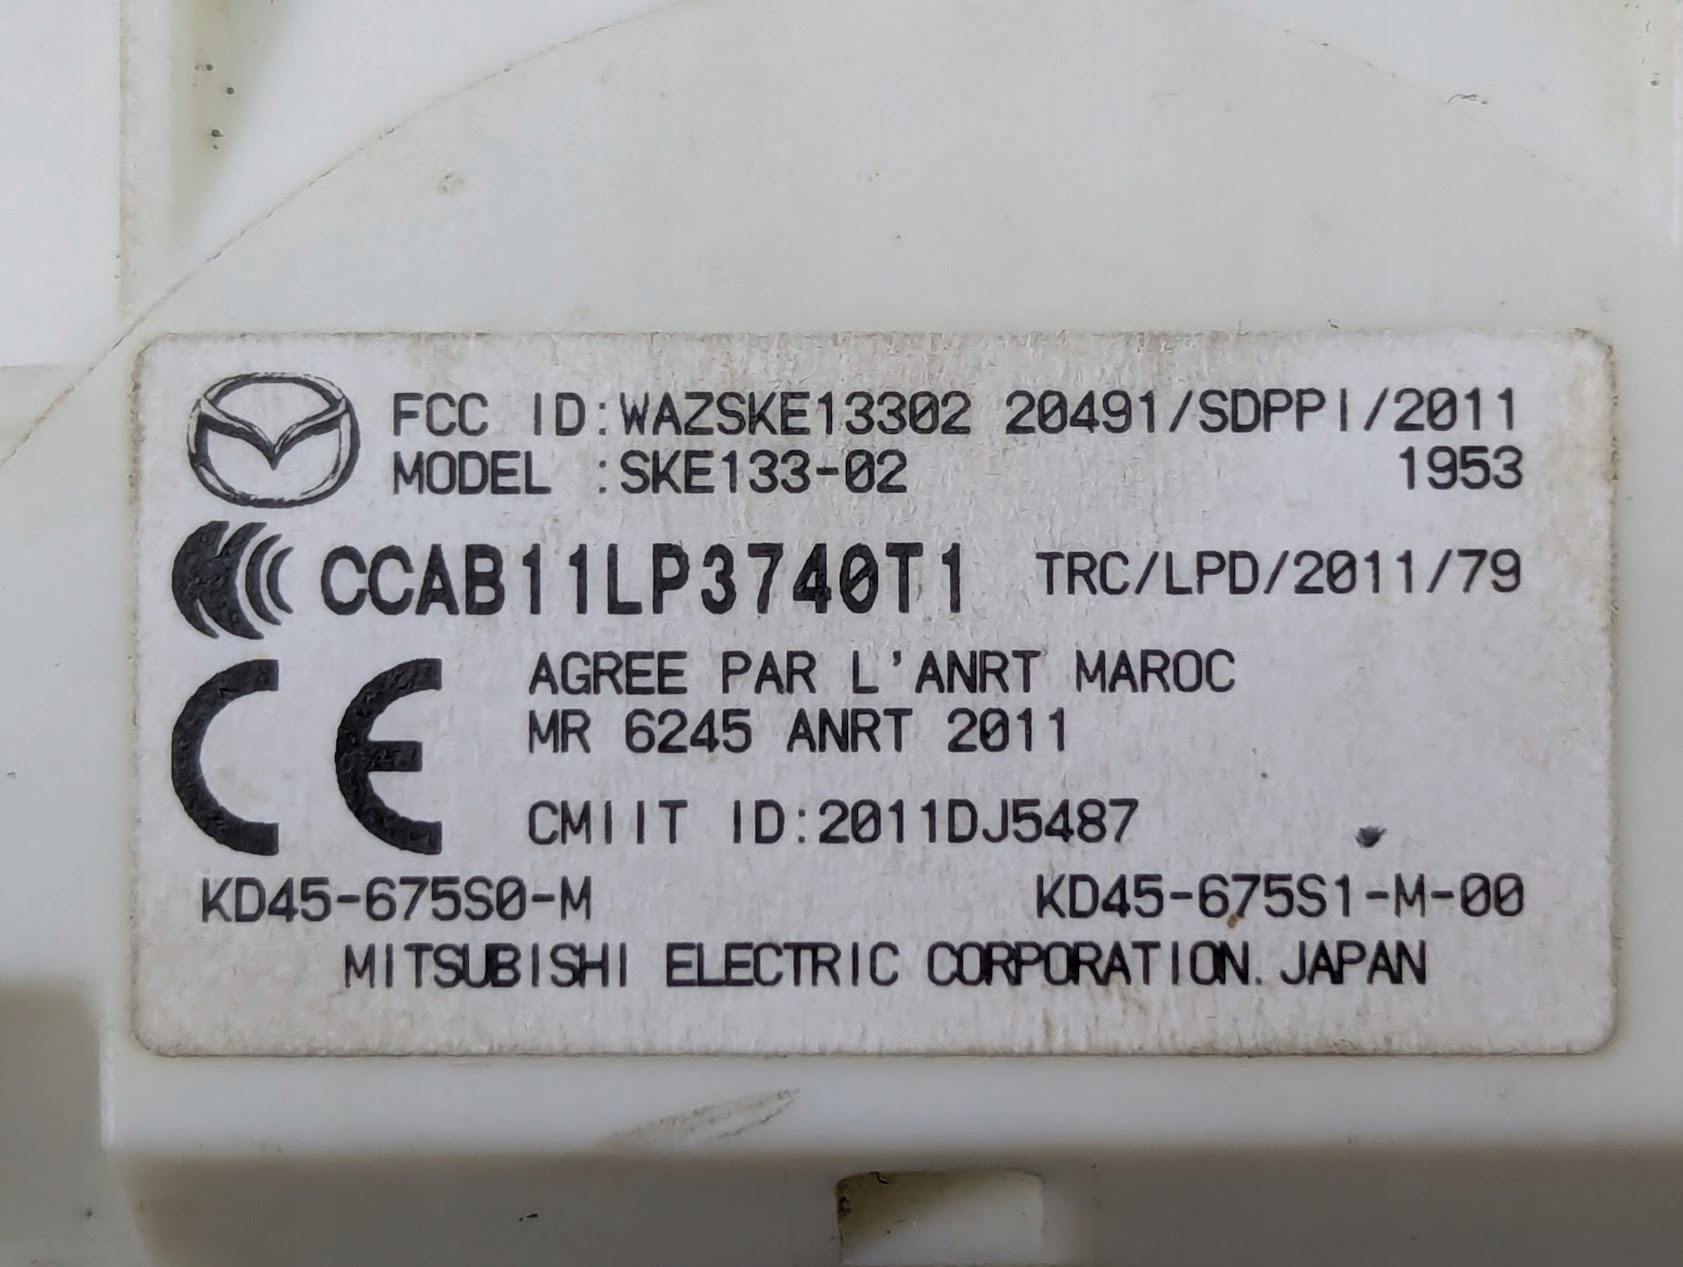 FCC ID:WAZSKE13302 20491/SDPPI/2011
MODEL :SKE133-02 1953
CCAB11LP3740T1 TRC/LPD/2011/79
CE AGREE PAR L'ANRT MAROC
MR 6245 ANRT 2011
CMIIT ID:2011DJ5487
KD45-675S0-M KD45-675S1-M-00
MITSUBISHI ELECTRIC CORPORATION. JAPAN